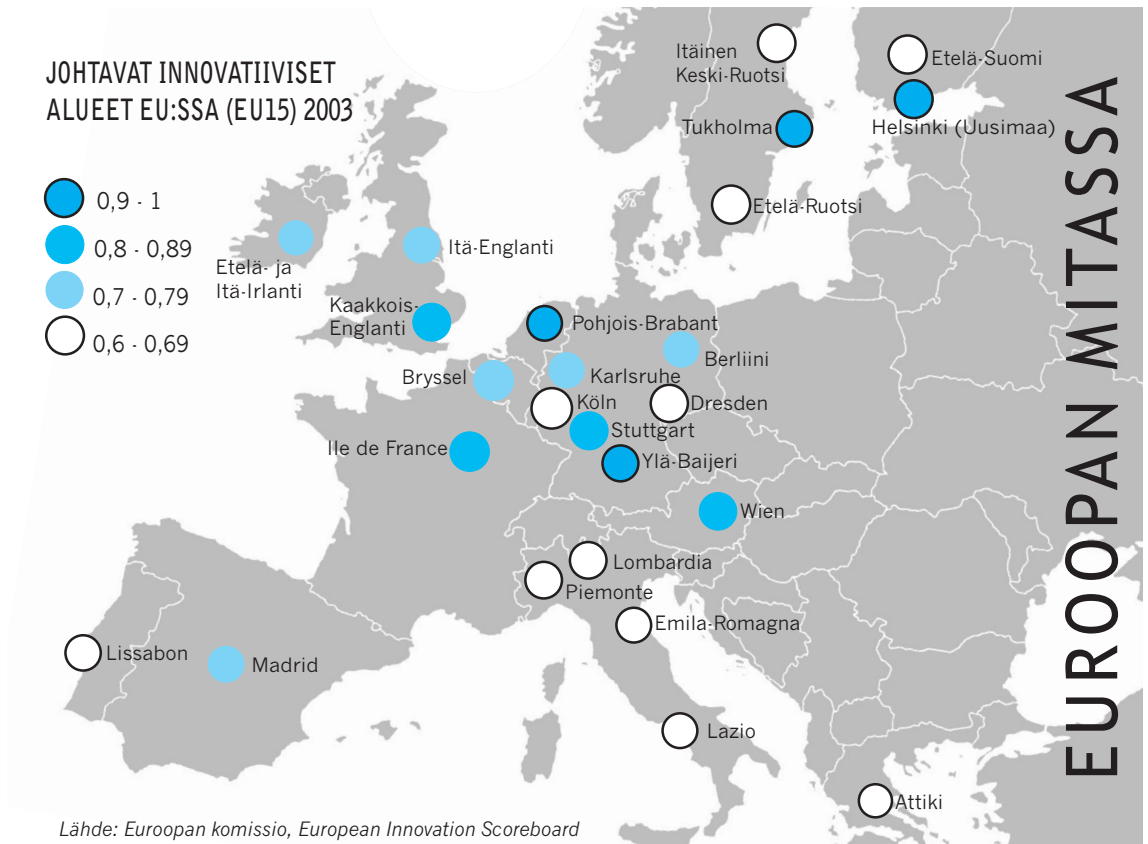 JOHTAVAT INNOVATIIVISET
ALUEET EU:SSA (EU15) 2003
0,9 - 1
0,8 - 0,89
0,7 - 0,79
0,6 - 0,69
Itäinen
Keski-Ruotsi
Etelä-Suomi
Tukholma
Helsinki (Uusimaa)
Etelä-Ruotsi
Etelä- ja
Itä-Irlanti
Itä-Englanti
Kaakkois-
Englanti
Pohjois-Brabant
Berliini
Bryssel
Karlsruhe
Köln
Dresden
Stuttgart
Ile de France
Ylä-Baijeri
Wien
Lombardia
Piemonte
Emila-Romagna
Lissabon
Madrid
Lazio
Attiki
EUROOPAN MITASSA
Lähde: Euroopan komissio, European Innovation Scoreboard